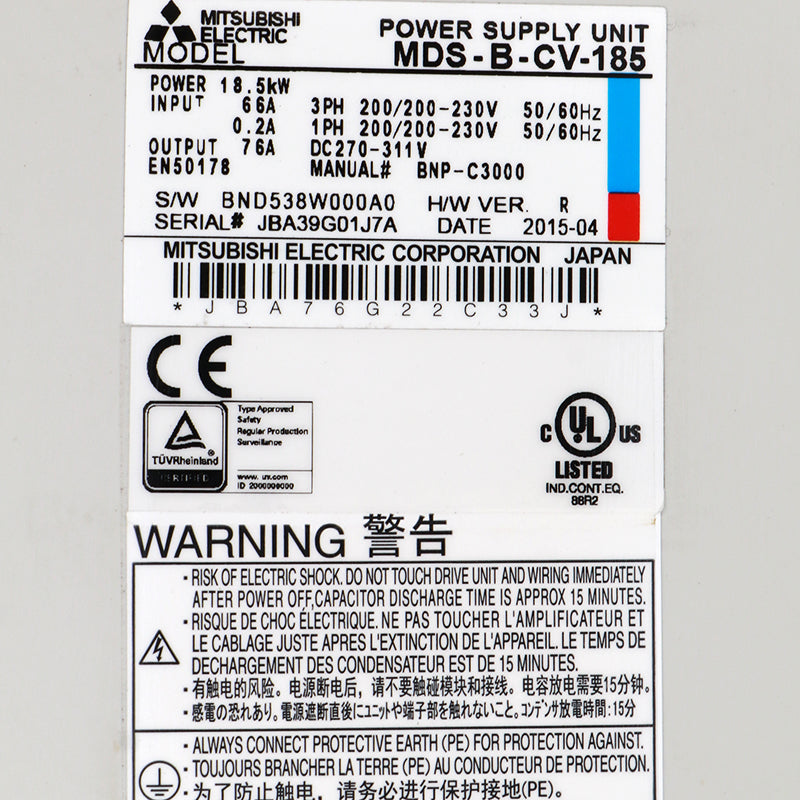 MITSUBISHI
ELECTRIC
POWER SUPPLY UNIT
MODEL MDS-B-CV-185
POWER 18.5kW
INPUT 66A 3PH 200/200-230V 50/60Hz
0.2A 1PH 200/200-230V 50/60Hz
OUTPUT 76A DC270-311V
EN50178 MANUAL# BNP-C3000
S/W BND538W000A0 H/W VER. R
SERIAL# JBA39G01J7A DATE 2015-04
MITSUBISHI ELECTRIC CORPORATION JAPAN
*JBA76G22C33J*
CE
Type Approved
Safety
Regular Production
Surveillance
TÜVRheinland®
CERTIFIED
www. uv.com
ID 2000000000
C UL US
LISTED
IND.CONT.EQ.
88R2
WARNING 警告
・RISK OF ELECTRIC SHOCK. DO NOT TOUCH DRIVE UNIT AND WIRING IMMEDIATELY
AFTER POWER OFF,CAPACITOR DISCHARGE TIME IS APPROX 15 MINUTES.
・RISQUE DE CHOC ÉLECTRIQUE. NE PAS TOUCHER L'AMPLIFICATEUR ET
LE CABLAGE JUSTE APRES L'EXTINCTION DE L'APPAREIL. LE TEMPS DE
DECHARGEMENT DES CONDENSATEUR EST DE 15 MINUTES.
・有触电的风险。电源断电后，请不要触碰模块和接线。电容放电需要15分钟。
・感電の恐れあり。電源遮断直後にユニットや端子部を触れないこと。コンデンサ放電時間：15分
・ALWAYS CONNECT PROTECTIVE EARTH (PE) FOR PROTECTION AGAINST.
・TOUJOURS BRANCHER LA TERRE (PE) AU CONDUCTEUR DE PROTECTION.
・为了防止触电，请务必进行保护接地(PE)。